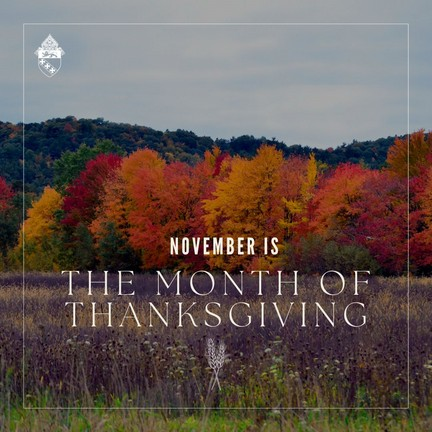 NOVEMBER IS
THE MONTH OF
THANKSGIVING